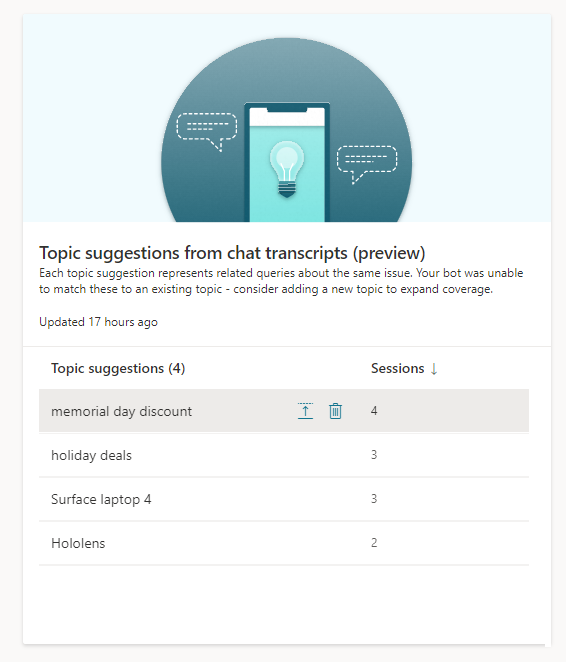 Topic suggestions from chat transcripts (preview)
Each topic suggestion represents related queries about the same issue. Your bot was unable
to match these to an existing topic - consider adding a new topic to expand coverage.
Updated 17 hours ago
Topic suggestions (4) Sessions ↓
memorial day discount 4
holiday deals 3
Surface laptop 4 3
Hololens 2